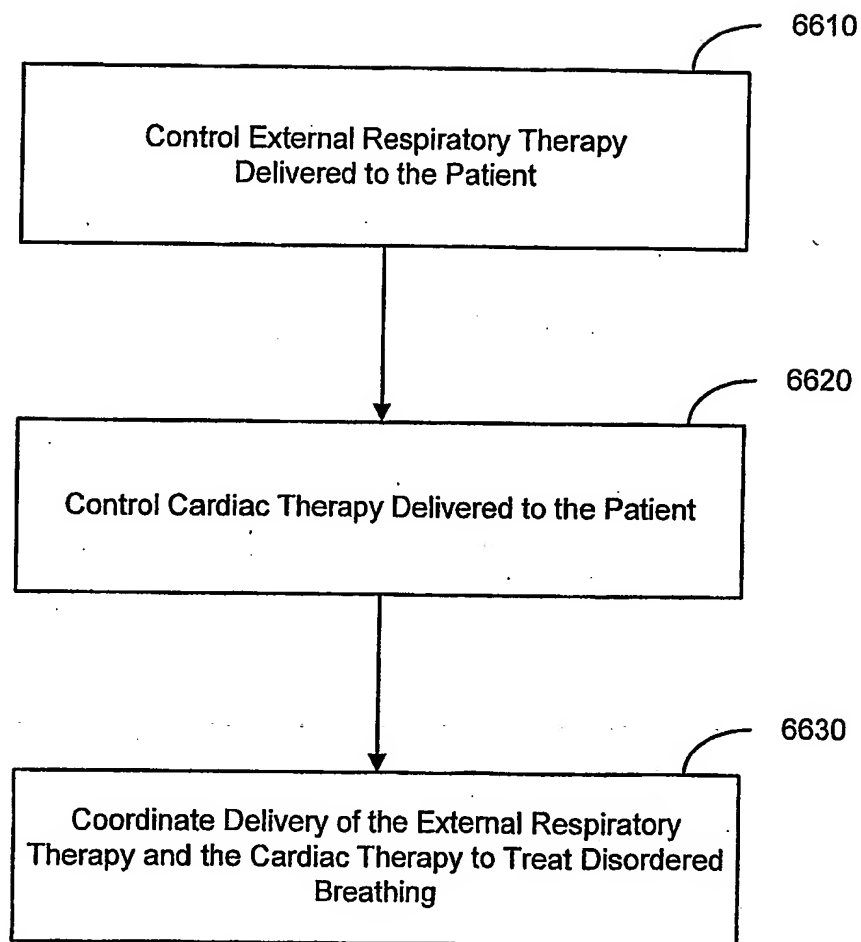 6610
Control External Respiratory Therapy
Delivered to the Patient
6620
Control Cardiac Therapy Delivered to the Patient
6630
Coordinate Delivery of the External Respiratory
Therapy and the Cardiac Therapy to Treat Disordered
Breathing